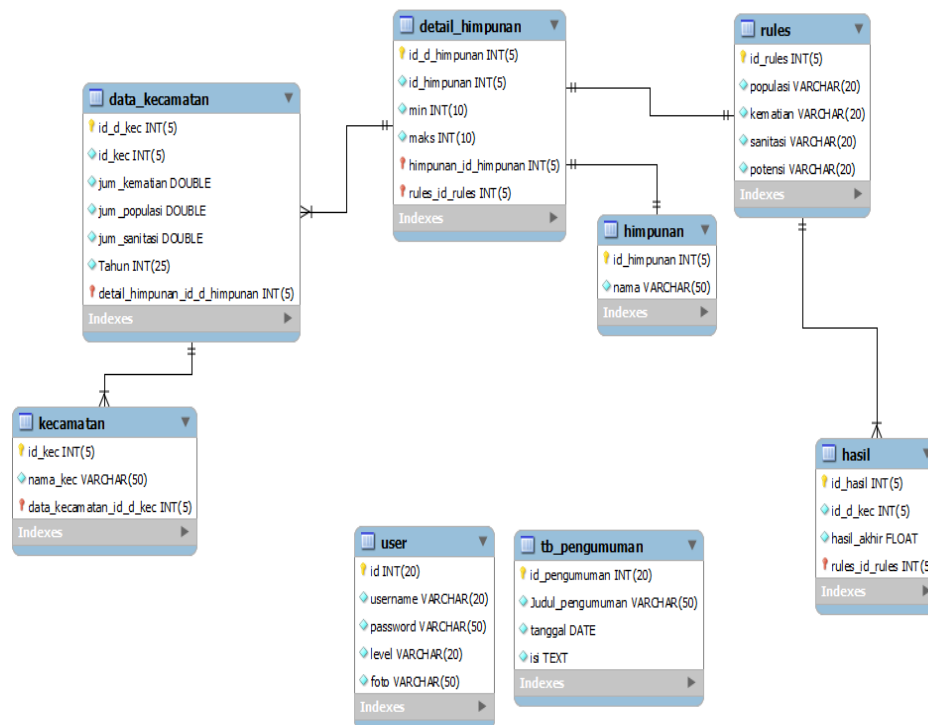 detail_himpunan
id_d_himpunan INT(5)
id_himpunan INT(5)
min INT(10)
maks INT(10)
himpunan_id_himpunan INT(5)
rules_id_rules INT(5)
Indexes
rules
id_rules INT(5)
populasi VARCHAR(20)
kematian VARCHAR(20)
sanitasi VARCHAR(20)
potensi VARCHAR(20)
Indexes
data_kecamatan
id_d_kec INT(5)
id_kec INT(5)
jum_kematian DOUBLE
jum_populasi DOUBLE
jum_sanitasi DOUBLE
Tahun INT(25)
detail_himpunan_id_d_himpunan INT(5)
Indexes
himpunan
id_himpunan INT(5)
nama VARCHAR(50)
Indexes
kecamatan
id_kec INT(5)
nama_kec VARCHAR(50)
data_kecamatan_id_d_kec INT(5)
Indexes
hasil
id_hasil INT(5)
id_d_kec INT(5)
hasil_akhir FLOAT
rules_id_rules INT(5
Indexes
user
id INT(20)
username VARCHAR(20)
password VARCHAR(50)
level VARCHAR(20)
foto VARCHAR(50)
Indexes
tb_pengumuman
id_pengumuman INT(20)
Judul_pengumuman VARCHAR(50)
tanggal DATE
isi TEXT
Indexes